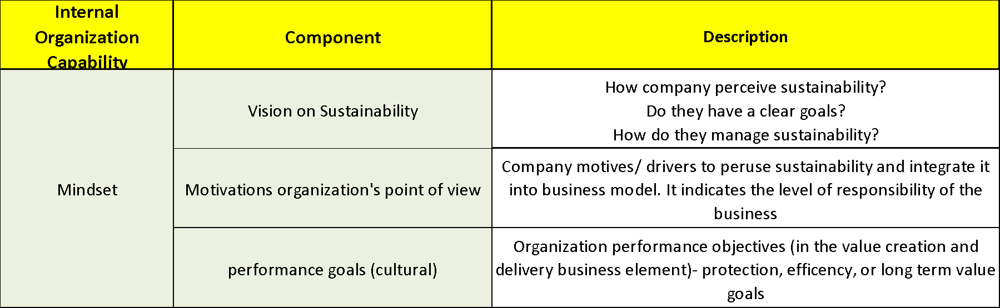 Internal
Organization
Capability
Component
Description
Mindset
Vision on Sustainability
How company perceive sustainability?
Do they have a clear goals?
How do they manage sustainability?
Motivations organization's point of view
Company motives/ drivers to peruse sustainability and integrate it
into business model. It indicates the level of responsibility of the
business
performance goals (cultural)
Organization performance objectives (in the value creation and
delivery business element)- protection, efficency, or long term value
goals